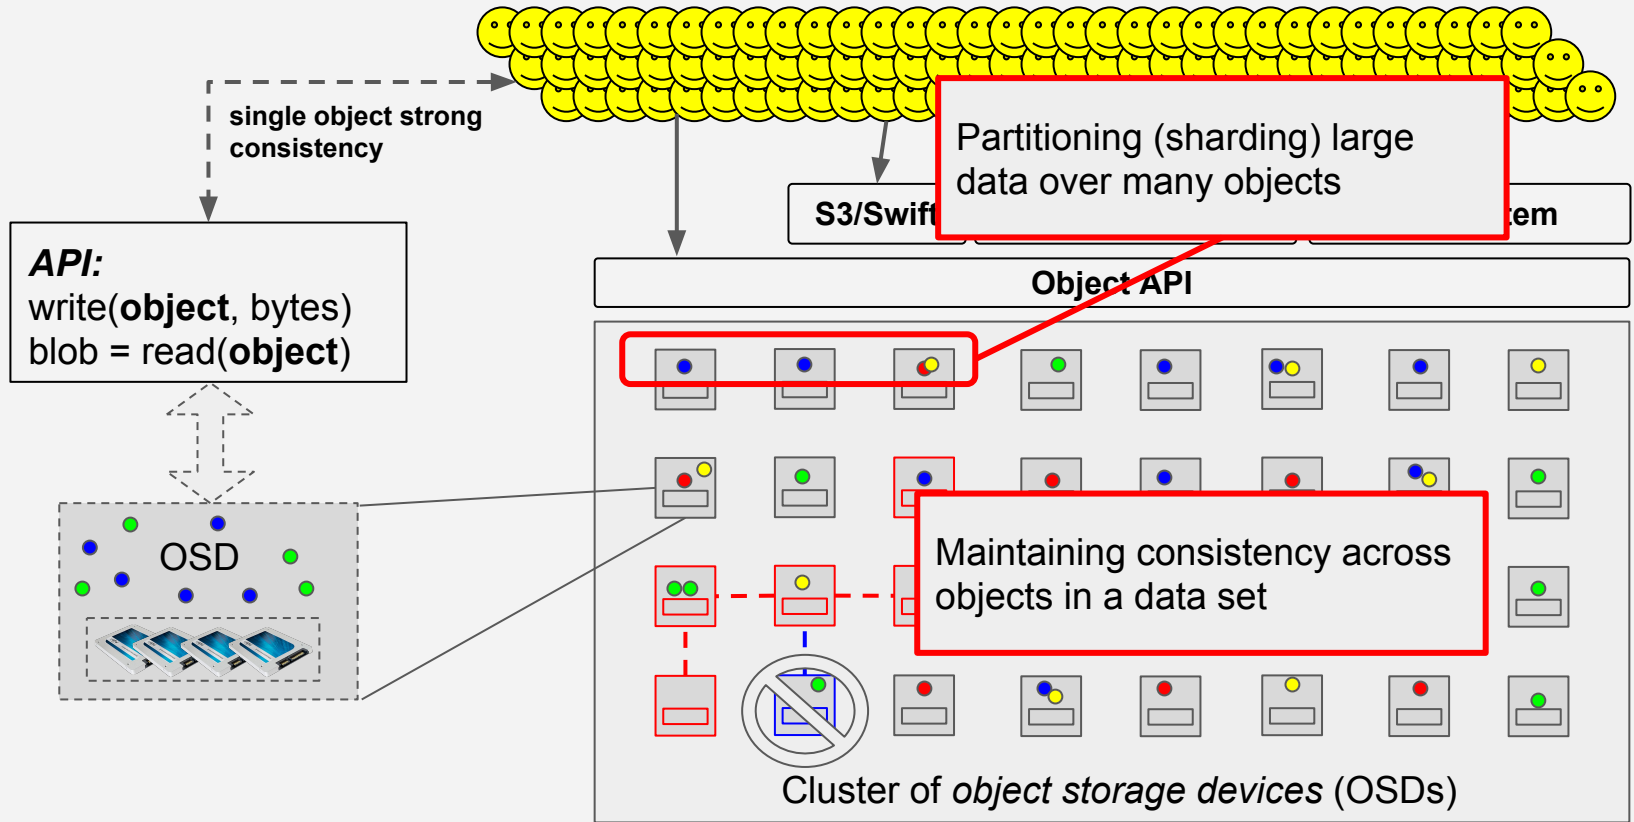 single object strong
consistency
Partitioning (sharding) large
data over many objects
S3/Swift
tem
API:
write(object, bytes)
blob = read(object)
Object API
OSD
Maintaining consistency across
objects in a data set
Cluster of object storage devices (OSDs)